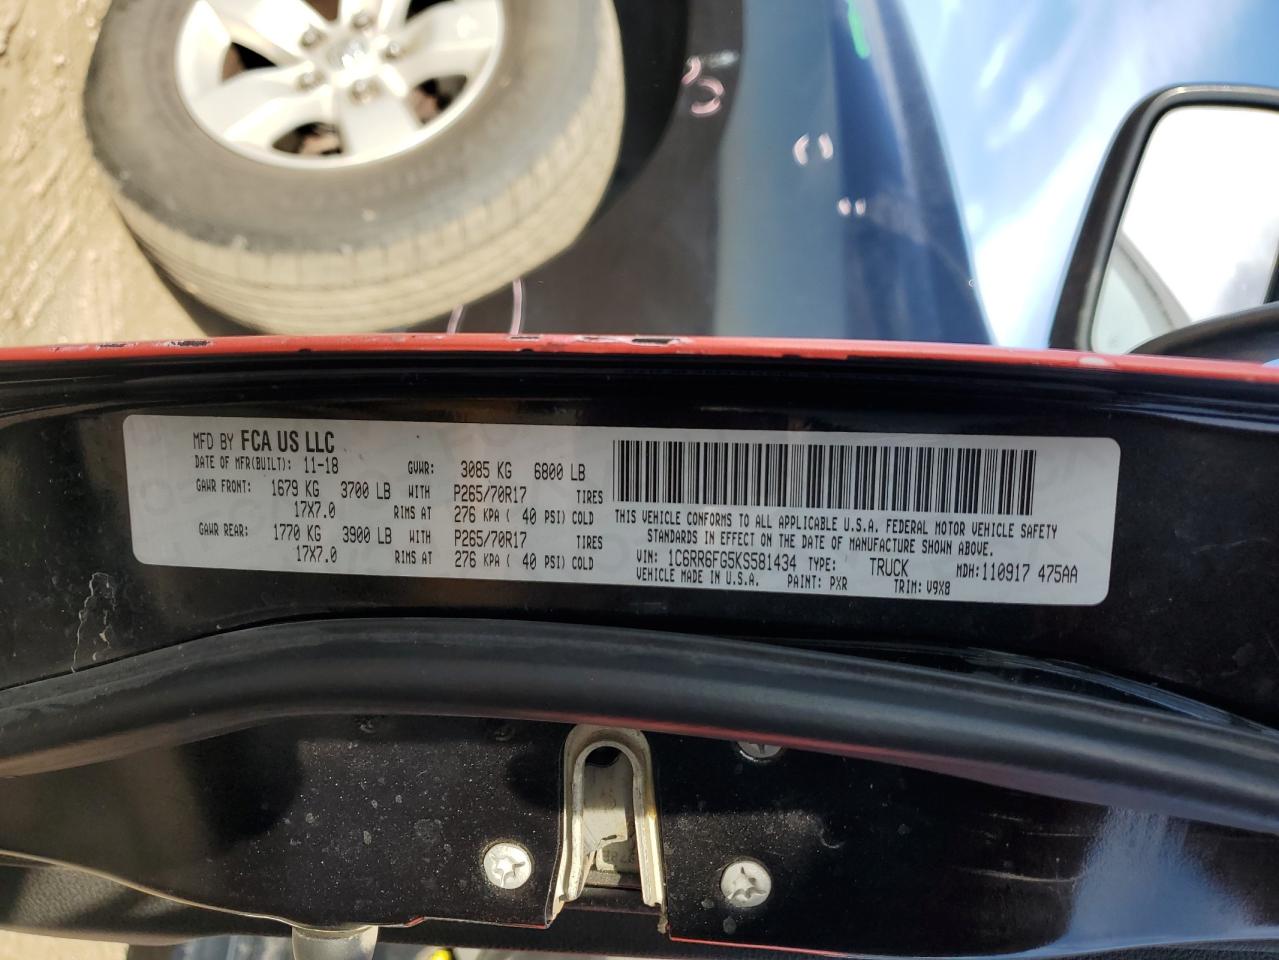 MFD BY FCA US LLC
DATE OF MFR(BUILT): 11-18 GVWR: 3085 KG 6800 LB
GAWR FRONT: 1679 KG 3700 LB WITH P265/70R17 TIRES
17X7.0 RIMS AT 276 KPA ( 40 PSI) COLD
GAWR REAR: 1770 KG 3900 LB WITH P265/70R17 TIRES
17X7.0 RIMS AT 276 KPA ( 40 PSI) COLD
THIS VEHICLE CONFORMS TO ALL APPLICABLE U.S.A. FEDERAL MOTOR VEHICLE SAFETY
STANDARDS IN EFFECT ON THE DATE OF MANUFACTURE SHOWN ABOVE.
VIN: 1C6RR6FG5KS581434 TYPE: TRUCK MDH: 110917 475AA
VEHICLE MADE IN U.S.A. PAINT: PXR TRIM: V9X8